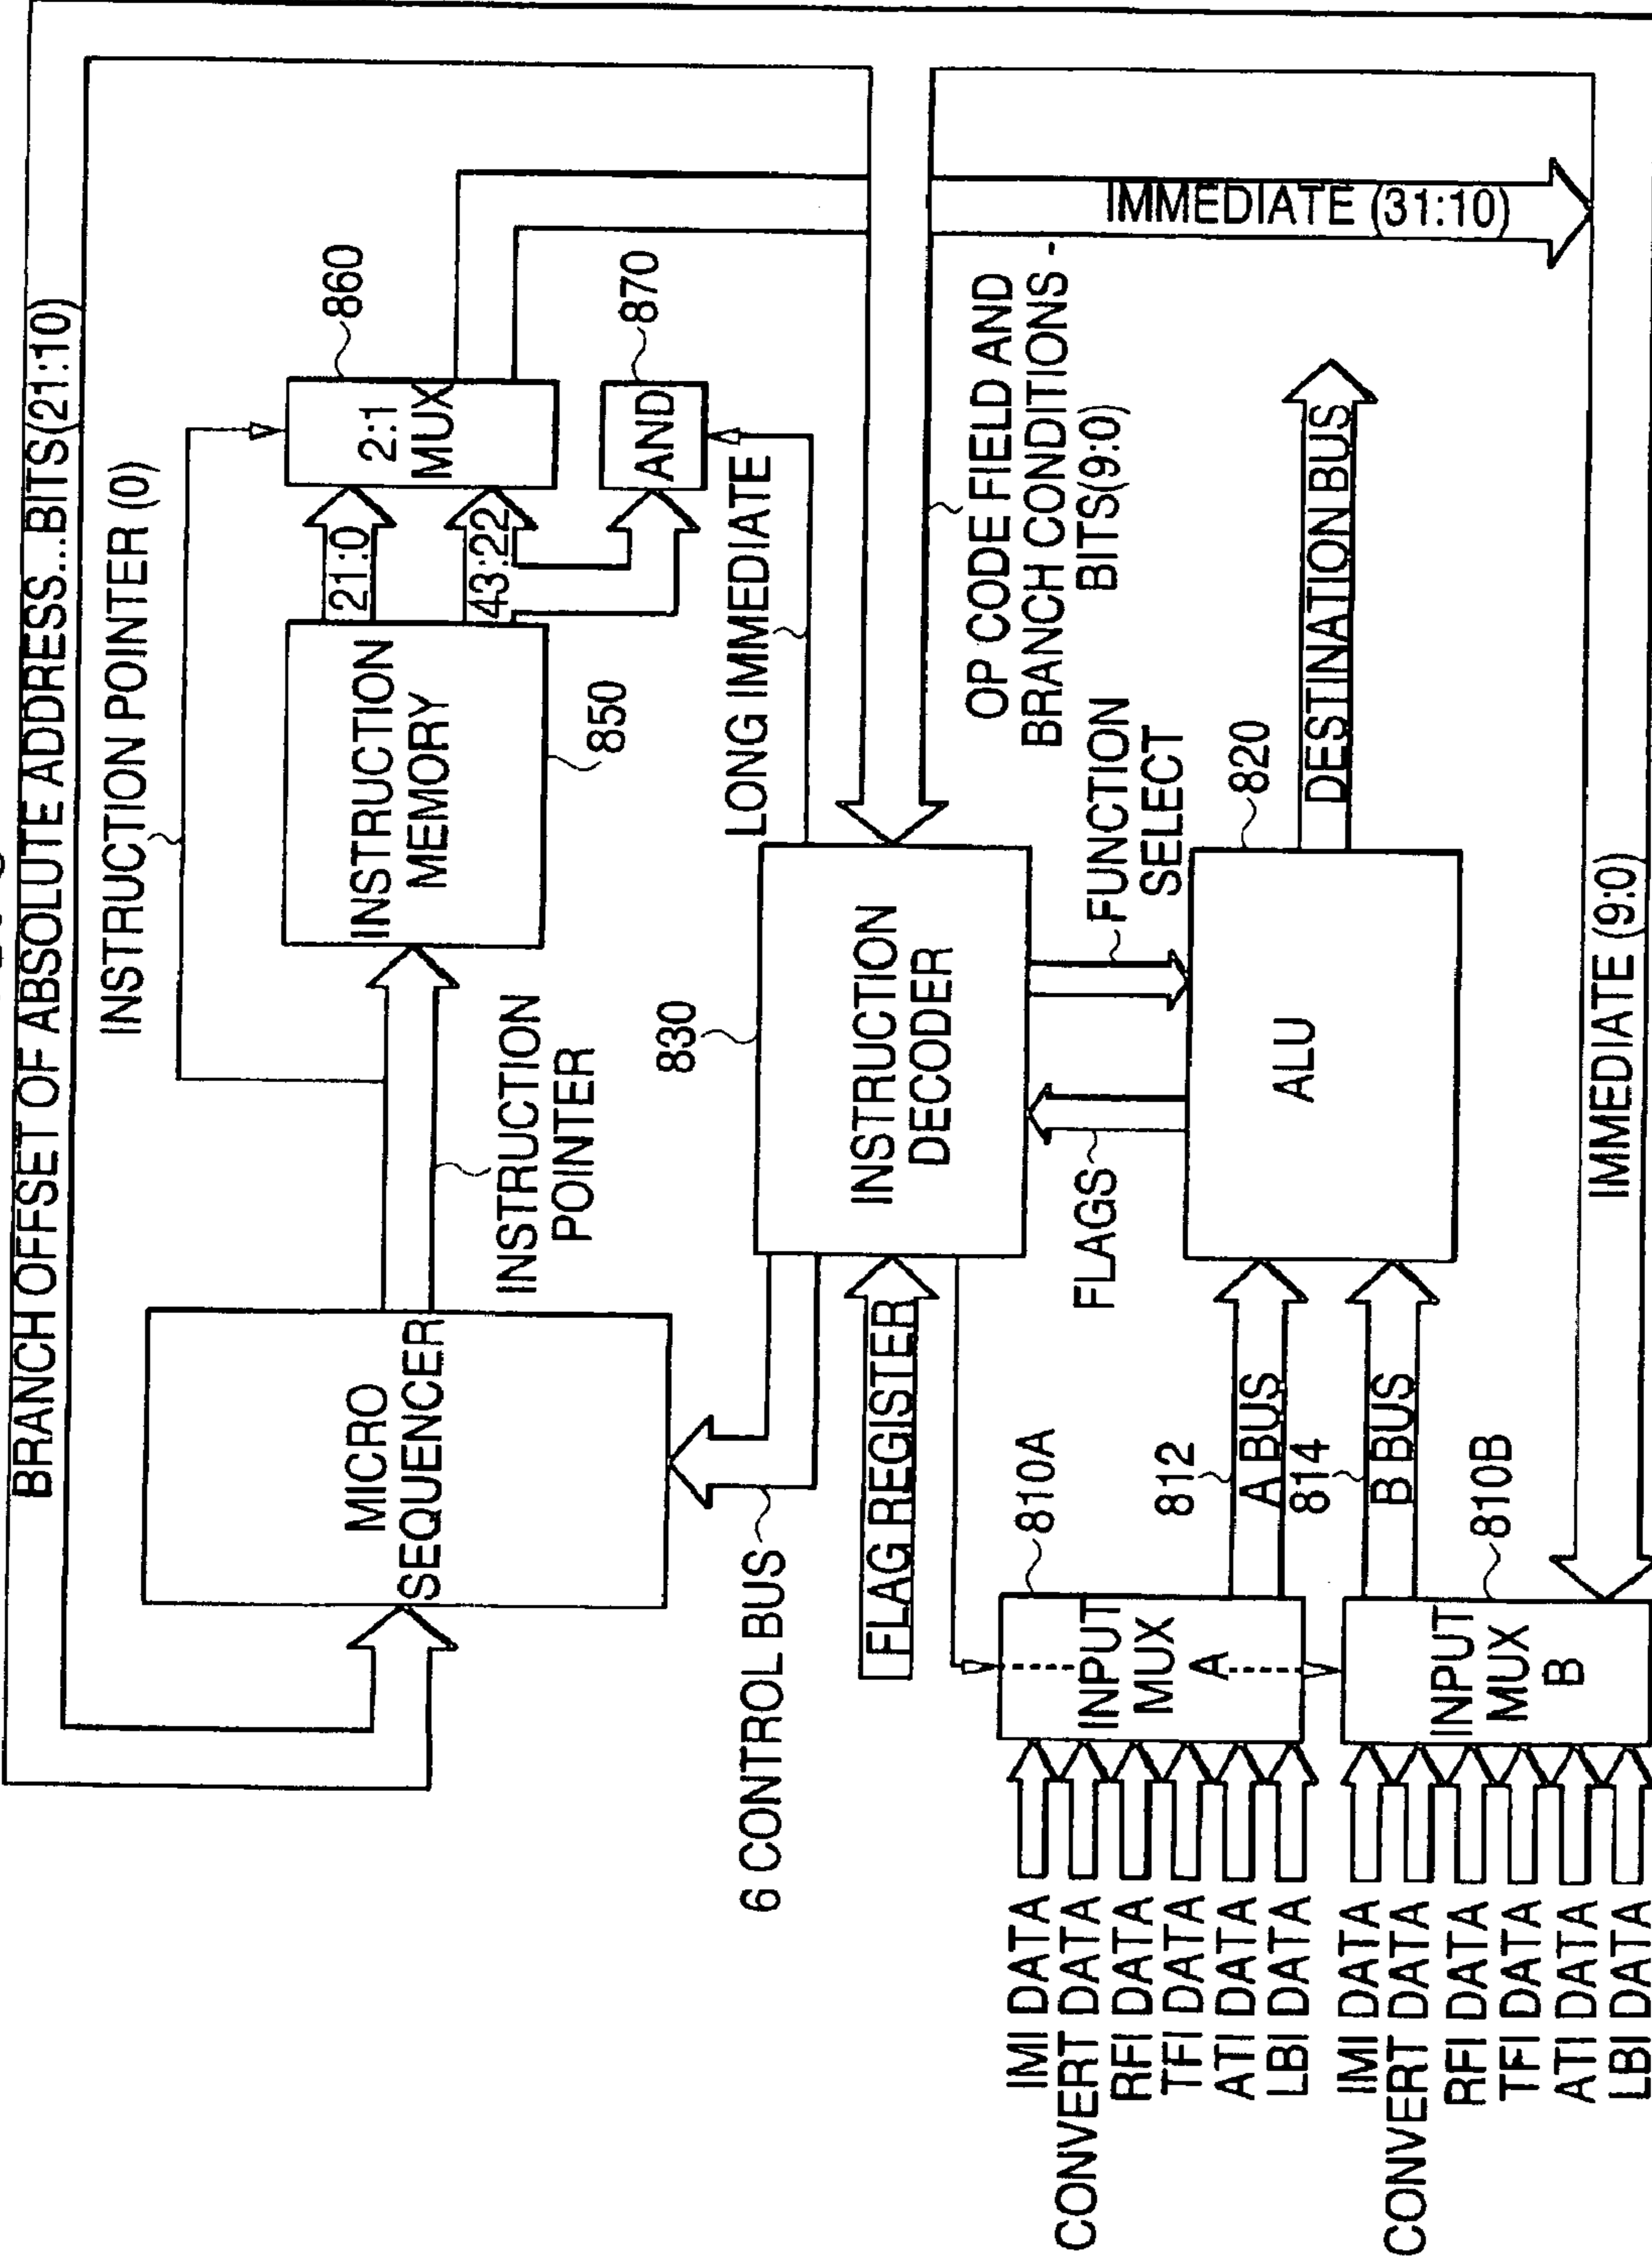 BRANCH OFFSET OF ABSOLUTE ADDRESS...BITS(21:10)
INSTRUCTION POINTER (0)
MICRO
SEQUENCER
INSTRUCTION
POINTER
INSTRUCTION
MEMORY
850
21:0
43:22
2:1
MUX
860
AND
870
LONG IMMEDIATE
IMMEDIATE (31:10)
6 CONTROL BUS
830
INSTRUCTION
DECODER
OP CODE FIELD AND
BRANCH CONDITIONS -
BITS(9:0)
FLAG REGISTER
FLAGS
FUNCTION
SELECT
820
ALU
DESTINATION BUS
810A
INPUT
MUX
A
812
A BUS
814
B BUS
810B
INPUT
MUX
B
IMI DATA
CONVERT DATA
RFI DATA
TFI DATA
ATI DATA
LBI DATA
IMI DATA
CONVERT DATA
RFI DATA
TFI DATA
ATI DATA
LBI DATA
IMMEDIATE (9:0)